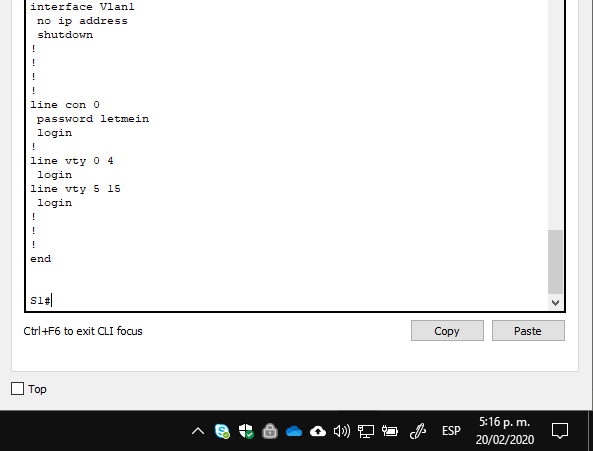 interface Vlan1
no ip address
shutdown
!
!
!
!
line con 0
password letmein
login
!
line vty 0 4
login
line vty 5 15
login
!
!
!
end
S1#
Ctrl+F6 to exit CLI focus
Copy
Paste
Top
ESP
5:16 p. m.
20/02/2020